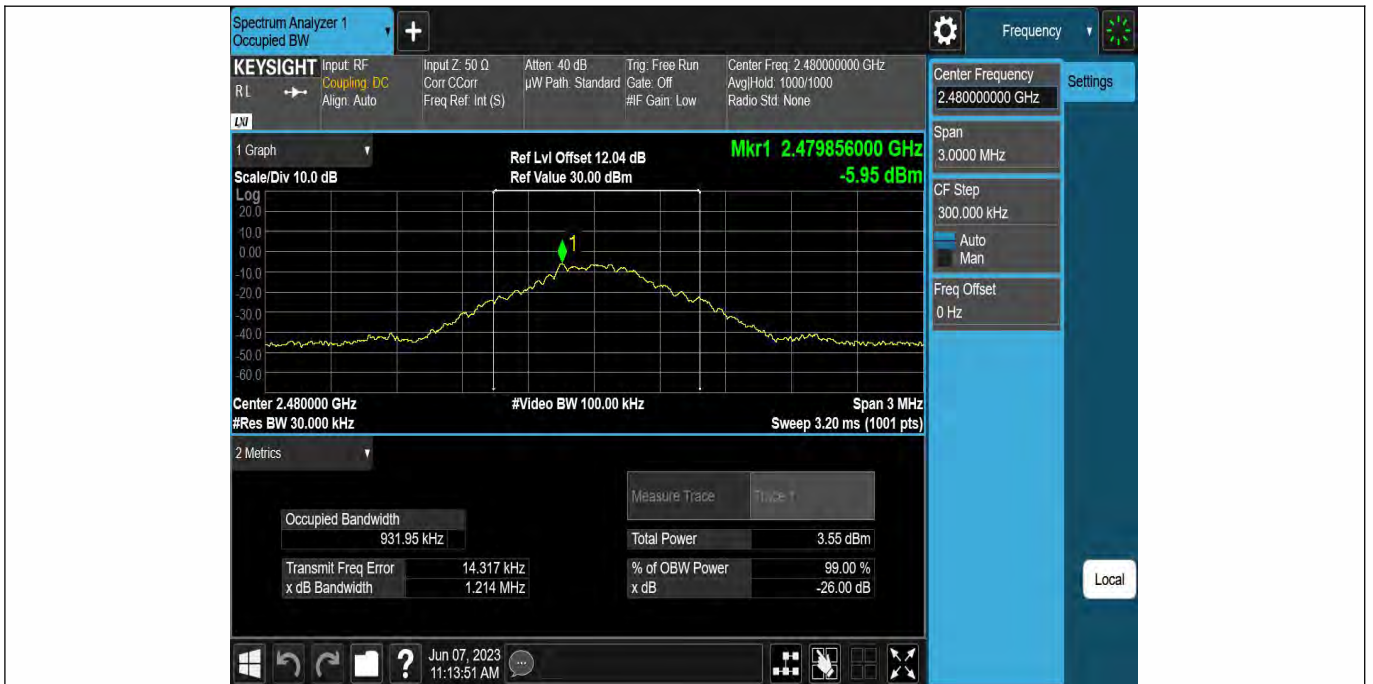 Spectrum Analyzer 1
Occupied BW
+
Frequency
KEYSIGHT
RL
LXI
Input: RF
Coupling: DC
Align: Auto
Input Z: 50 Ω
Corr CCorr
Freq Ref: Int (S)
Atten: 40 dB
µW Path: Standard
Trig: Free Run
Gate: Off
#IF Gain: Low
Center Freq: 2.480000000 GHz
Avg|Hold: 1000/1000
Radio Std: None
Center Frequency
2.480000000 GHz
Settings
Span
3.0000 MHz
CF Step
300.000 kHz
Auto
Man
Freq Offset
0 Hz
Local
1 Graph
Scale/Div 10.0 dB
Ref Lvl Offset 12.04 dB
Ref Value 30.00 dBm
Mkr1 2.479856000 GHz
-5.95 dBm
Log
20.0
10.0
0.00
-10.0
-20.0
-30.0
-40.0
-50.0
-60.0
1
Center 2.480000 GHz
#Video BW 100.00 kHz
Span 3 MHz
#Res BW 30.000 kHz
Sweep 3.20 ms (1001 pts)
2 Metrics
Measure Trace Trace 1
Occupied Bandwidth
931.95 kHz
Total Power 3.55 dBm
Transmit Freq Error 14.317 kHz
% of OBW Power 99.00 %
x dB Bandwidth 1.214 MHz
x dB -26.00 dB
?
Jun 07, 2023
11:13:51 AM